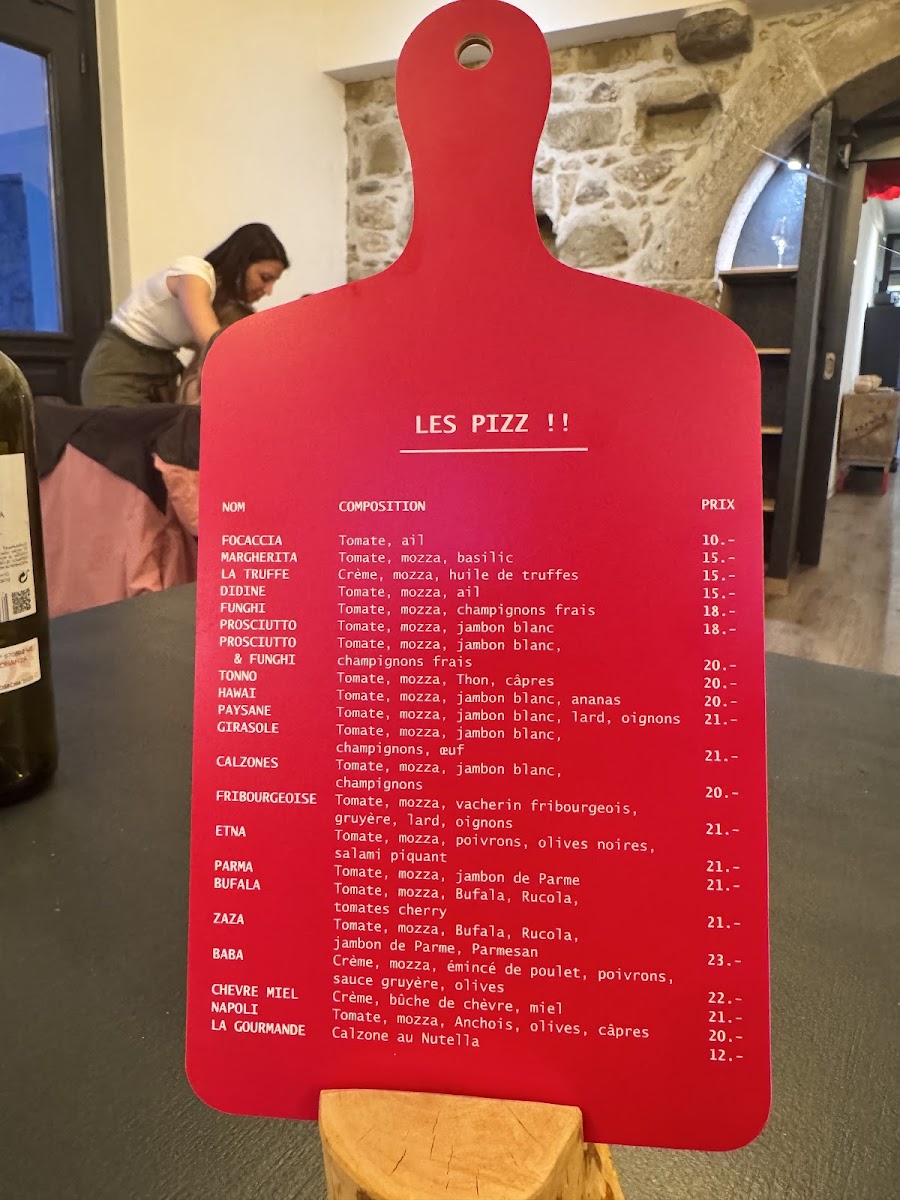 LES PIZZ !!
NOM COMPOSITION PRIX
FOCACCIA Tomate, ail 10.-
MARGHERITA Tomate, mozza, basilic 15.-
LA TRUFFE Crème, mozza, huile de truffes 15.-
DIDINE Tomate, mozza, ail 15.-
FUNGHI Tomate, mozza, champignons frais 18.-
PROSCIUTTO Tomate, mozza, jambon blanc 18.-
PROSCIUTTO Tomate, mozza, jambon blanc,
& FUNGHI champignons frais 20.-
TONNO Tomate, mozza, Thon, câpres 20.-
HAWAI Tomate, mozza, jambon blanc, ananas 20.-
PAYSANE Tomate, mozza, jambon blanc, lard, oignons 21.-
GIRASOLE Tomate, mozza, jambon blanc,
champignons, œuf 21.-
CALZONES Tomate, mozza, jambon blanc,
champignons 20.-
FRIBOURGEOISE Tomate, mozza, vacherin fribourgeois,
gruyère, lard, oignons 21.-
ETNA Tomate, mozza, poivrons, olives noires,
salami piquant 21.-
PARMA Tomate, mozza, jambon de Parme 21.-
BUFALA Tomate, mozza, Bufala, Rucola,
tomates cherry 21.-
ZAZA Tomate, mozza, Bufala, Rucola,
jambon de Parme, Parmesan 23.-
BABA Crème, mozza, émincé de poulet, poivrons,
sauce gruyère, olives 22.-
CHEVRE MIEL Crème, bûche de chèvre, miel 21.-
NAPOLI Tomate, mozza, Anchois, olives, câpres 20.-
LA GOURMANDE Calzone au Nutella 12.-